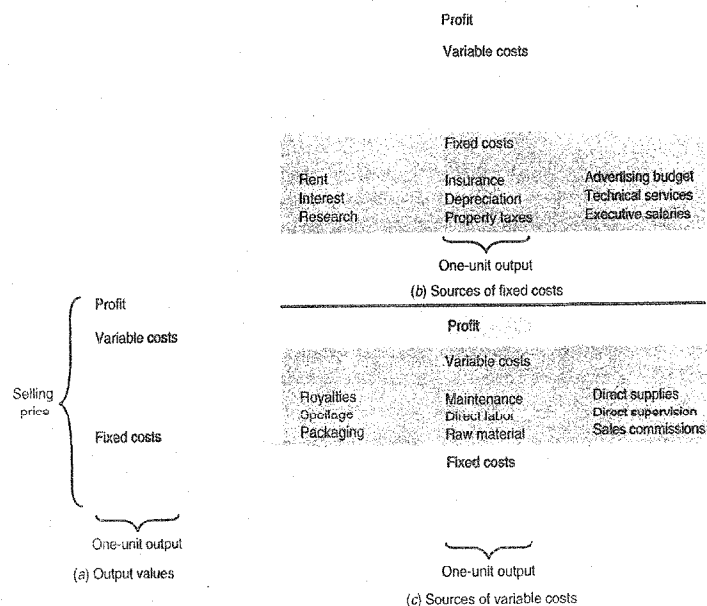 Profit
Variable costs
Fixed costs
Rent Insurance Advertising budget
Interest Depreciation Technical services
Research Property taxes Executive salaries
One-unit output
(b) Sources of fixed costs
Profit
Variable costs
Royalties Maintenance Direct supplies
Spoilage Direct labor Direct supervision
Packaging Raw material Sales commissions
Fixed costs
One-unit output
(c) Sources of variable costs
Selling
price
Profit
Variable costs
Fixed costs
One-unit output
(a) Output values